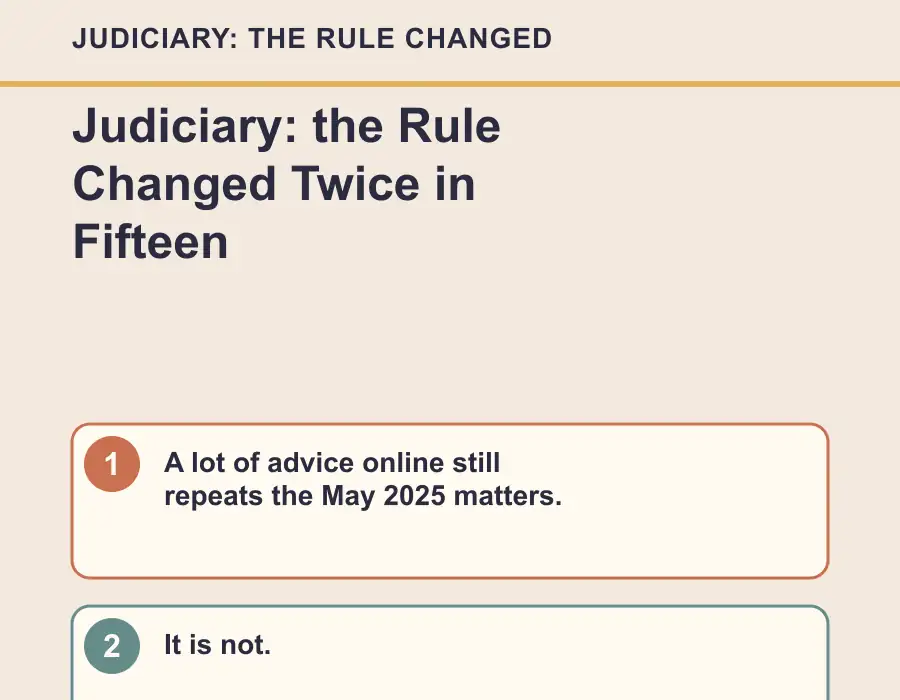 JUDICIARY: THE RULE CHANGED
Judiciary: the Rule
Changed Twice in
Fifteen
1
A lot of advice online still
repeats the May 2025 matters.
2
It is not.